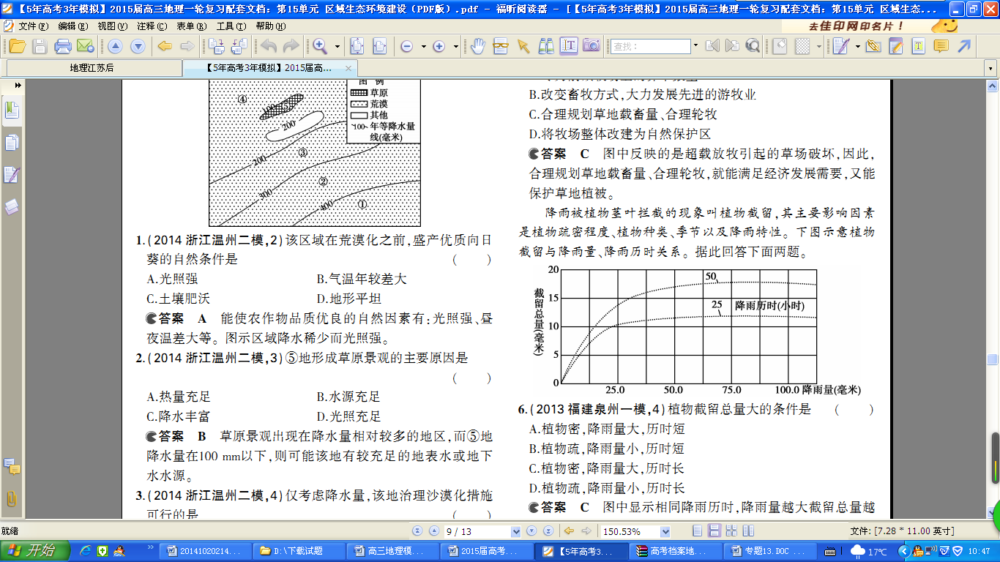 【5年高考3年模拟】2015届高三地理一轮复习配套文档：第15单元 区域生态环境建设（PDF版）.pdf - 福昕阅读器 - [【5年高考3年模拟】2015届高三地理一轮复习配套文档：第15单元 区域生态...
文件(F) 编辑(E) 视图(V) 注释(C) 表单(R) 工具(T) 帮助(H)
去佳印网印名片！
查找：
地理江苏后
【5年高考3年模拟】2015届高...
图 例
草原
荒漠
其他
100 年等降水量
线(毫米)
④
100
⑤
200
200
③
300
②
400
①
1.(2014 浙江温州二模,2)该区域在荒漠化之前,盛产优质向日
葵的自然条件是 (　　)
A.光照强 B.气温年较差大
C.土壤肥沃 D.地形平坦
答案 A 能使农作物品质优良的自然因素有:光照强、昼
夜温差大等。图示区域降水稀少而光照强。
2.(2014 浙江温州二模,3)⑤地形成草原景观的主要原因是
(　　)
A.热量充足 B.水源充足
C.降水丰富 D.光照充足
答案 B 草原景观出现在降水量相对较多的地区,而⑤地
降水量在100 mm以下,则可能该地有较充足的地表水或地下
水水源。
3.(2014 浙江温州二模,4)仅考虑降水量,该地治理沙漠化措施
可行的是 (　　)
B.改变畜牧方式,大力发展先进的游牧业
C.合理规划草地载畜量、合理轮牧
D.将牧场整体改建为自然保护区
答案 C 图中反映的是超载放牧引起的草场破坏,因此,
合理规划草地载畜量、合理轮牧,就能满足经济发展需要,又能
保护草地植被。
降雨被植物茎叶拦截的现象叫植物截留,其主要影响因素
是植物疏密程度、植物种类、季节以及降雨特性。下图示意植物
截留与降雨量、降雨历时关系。据此回答下面两题。
截留总量(毫米)
20
15
10
5
0
50
25 降雨历时(小时)
25.0 50.0 75.0 100.0 降雨量(毫米)
6.(2013 福建泉州一模,4)植物截留总量大的条件是 (　　)
A.植物密,降雨量大,历时短
B.植物疏,降雨量小,历时短
C.植物密,降雨量大,历时长
D.植物疏,降雨量小,历时长
答案 C 图中显示相同降雨历时,降雨量越大截留总量越
就绪
9 / 13
150.53%
文件: [7.28 * 11.00 英寸]
开始
20141020214...
D:\下载试题
高三地理模...
2015届高考...
【5年高考3...
高考档案地...
专题13.DOC ...
17℃
10:47